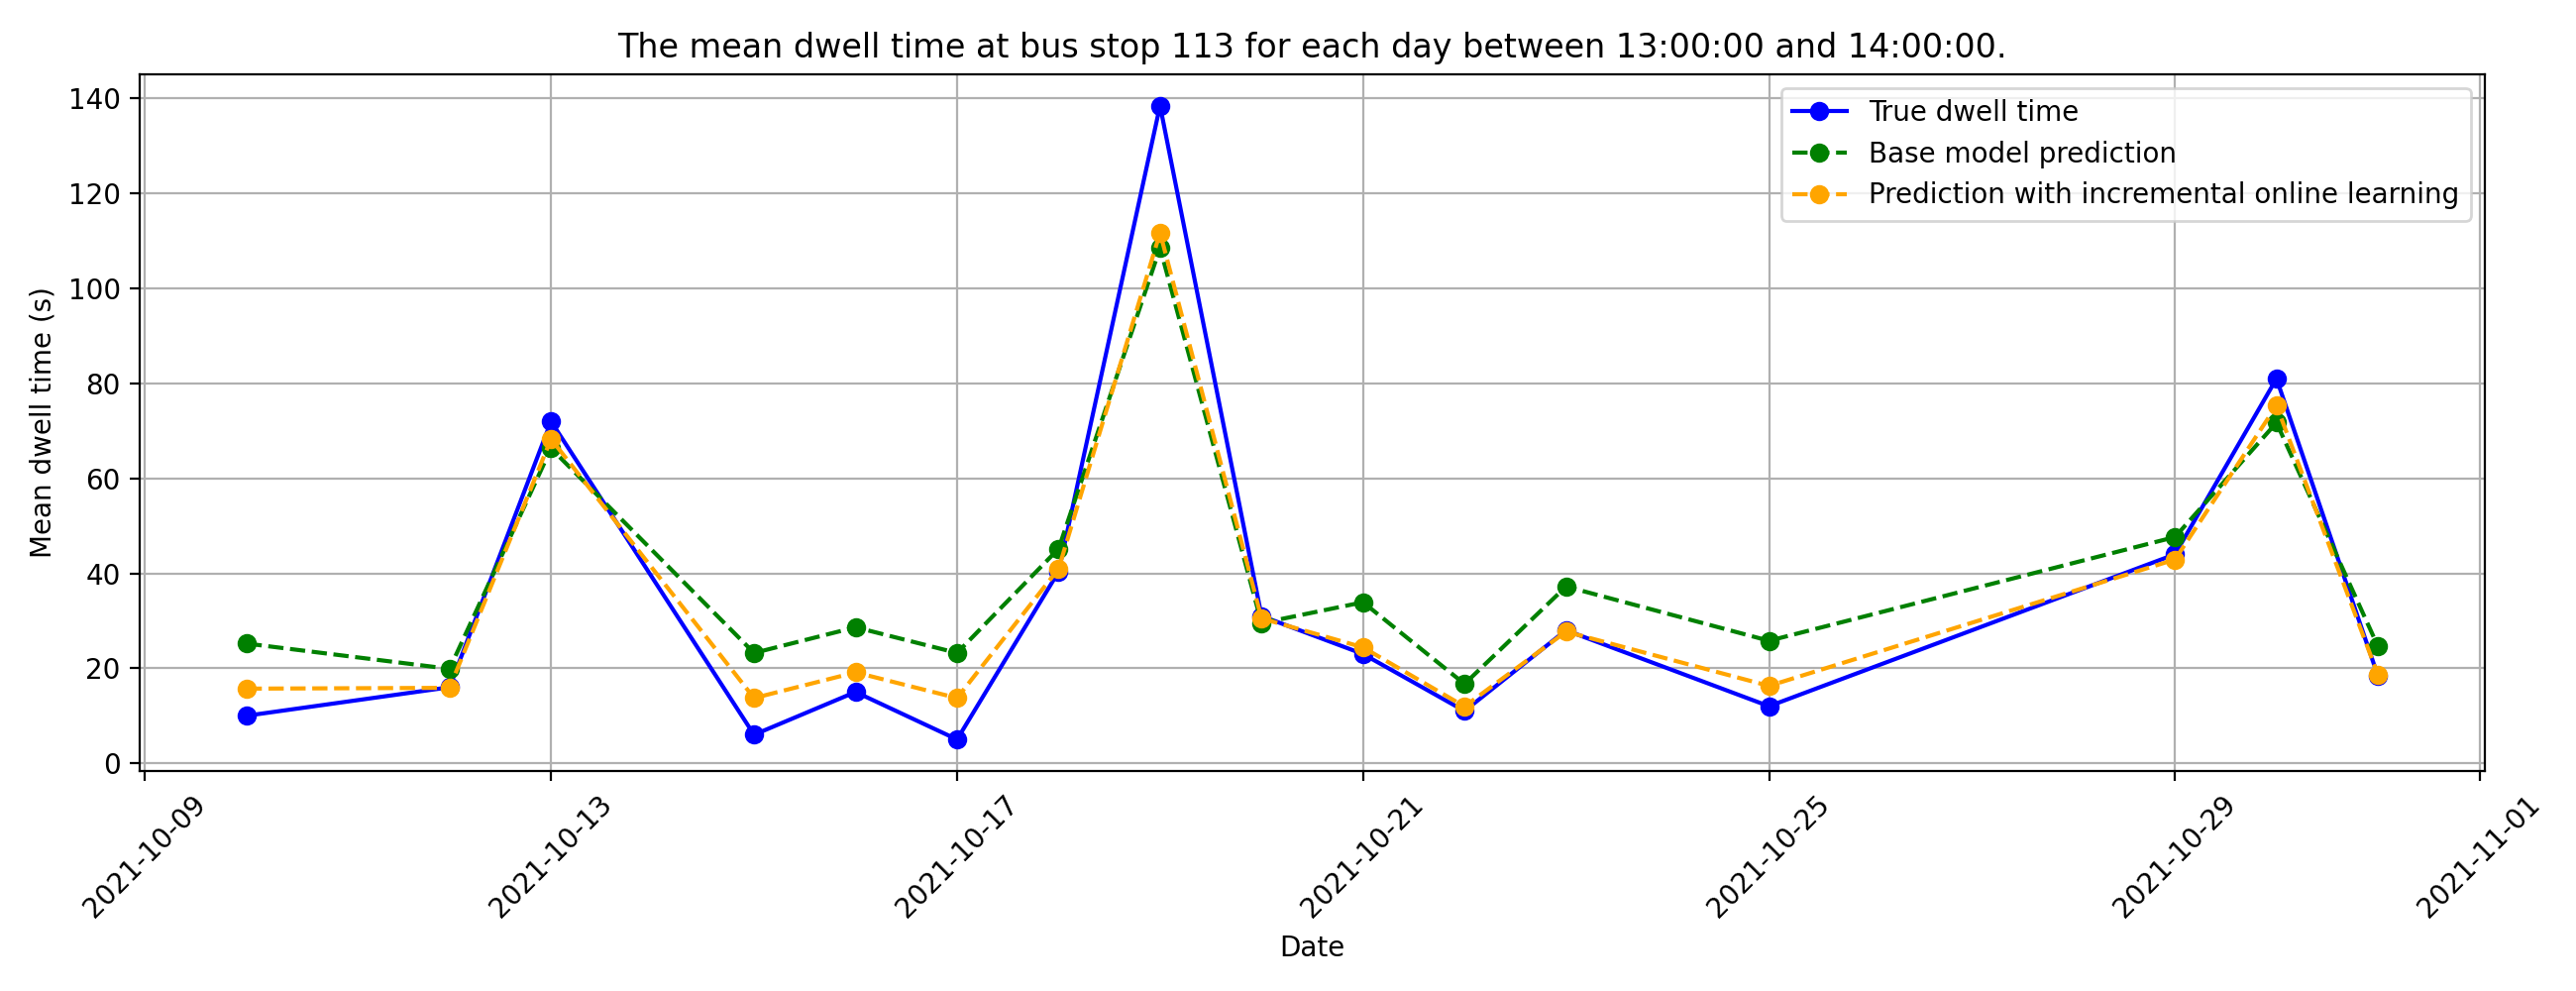 The mean dwell time at bus stop 113 for each day between 13:00:00 and 14:00:00.
True dwell time
Base model prediction
Prediction with incremental online learning
Mean dwell time (s)
140
120
100
80
60
40
20
0
2021-10-09
2021-10-13
2021-10-17
2021-10-21
2021-10-25
2021-10-29
2021-11-01
Date